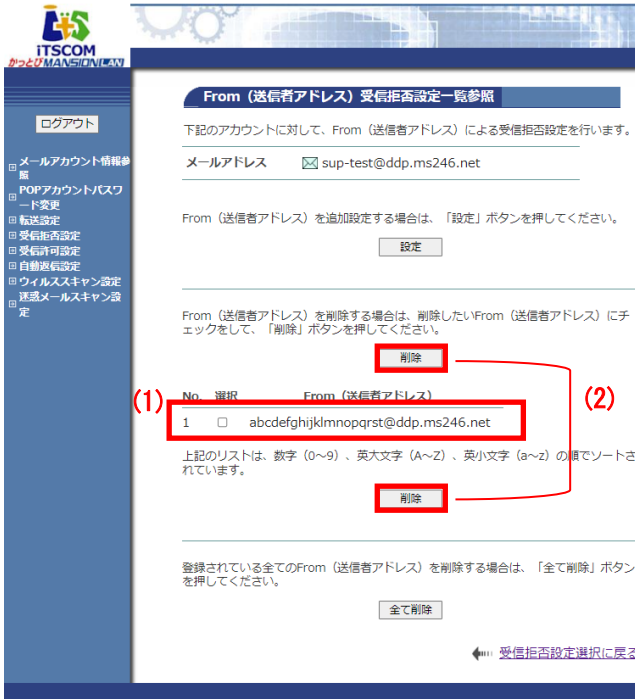 iTSCOM
かっとびMANSIONLAN
ログアウト
メールアカウント情報参
照
POPアカウントパスワ
ード変更
転送設定
受信拒否設定
受信許可設定
自動返信設定
ウィルススキャン設定
迷惑メールスキャン設
定
From（送信者アドレス）受信拒否設定一覧参照
下記のアカウントに対して、From（送信者アドレス）による受信拒否設定を行います。
メールアドレス sup-test@ddp.ms246.net
From（送信者アドレス）を追加設定する場合は、「設定」ボタンを押してください。
設定
From（送信者アドレス）を削除する場合は、削除したいFrom（送信者アドレス）にチ
ェックをして、「削除」ボタンを押してください。
削除
No. 選択 From（送信者アドレス）
(1)
(2)
1 abcdefghijklmnopqrst@ddp.ms246.net
上記のリストは、数字（0～9）、英大文字（A～Z）、英小文字（a～z）の順でソートさ
れています。
削除
登録されている全てのFrom（送信者アドレス）を削除する場合は、「全て削除」ボタン
を押してください。
全て削除
受信拒否設定選択に戻る